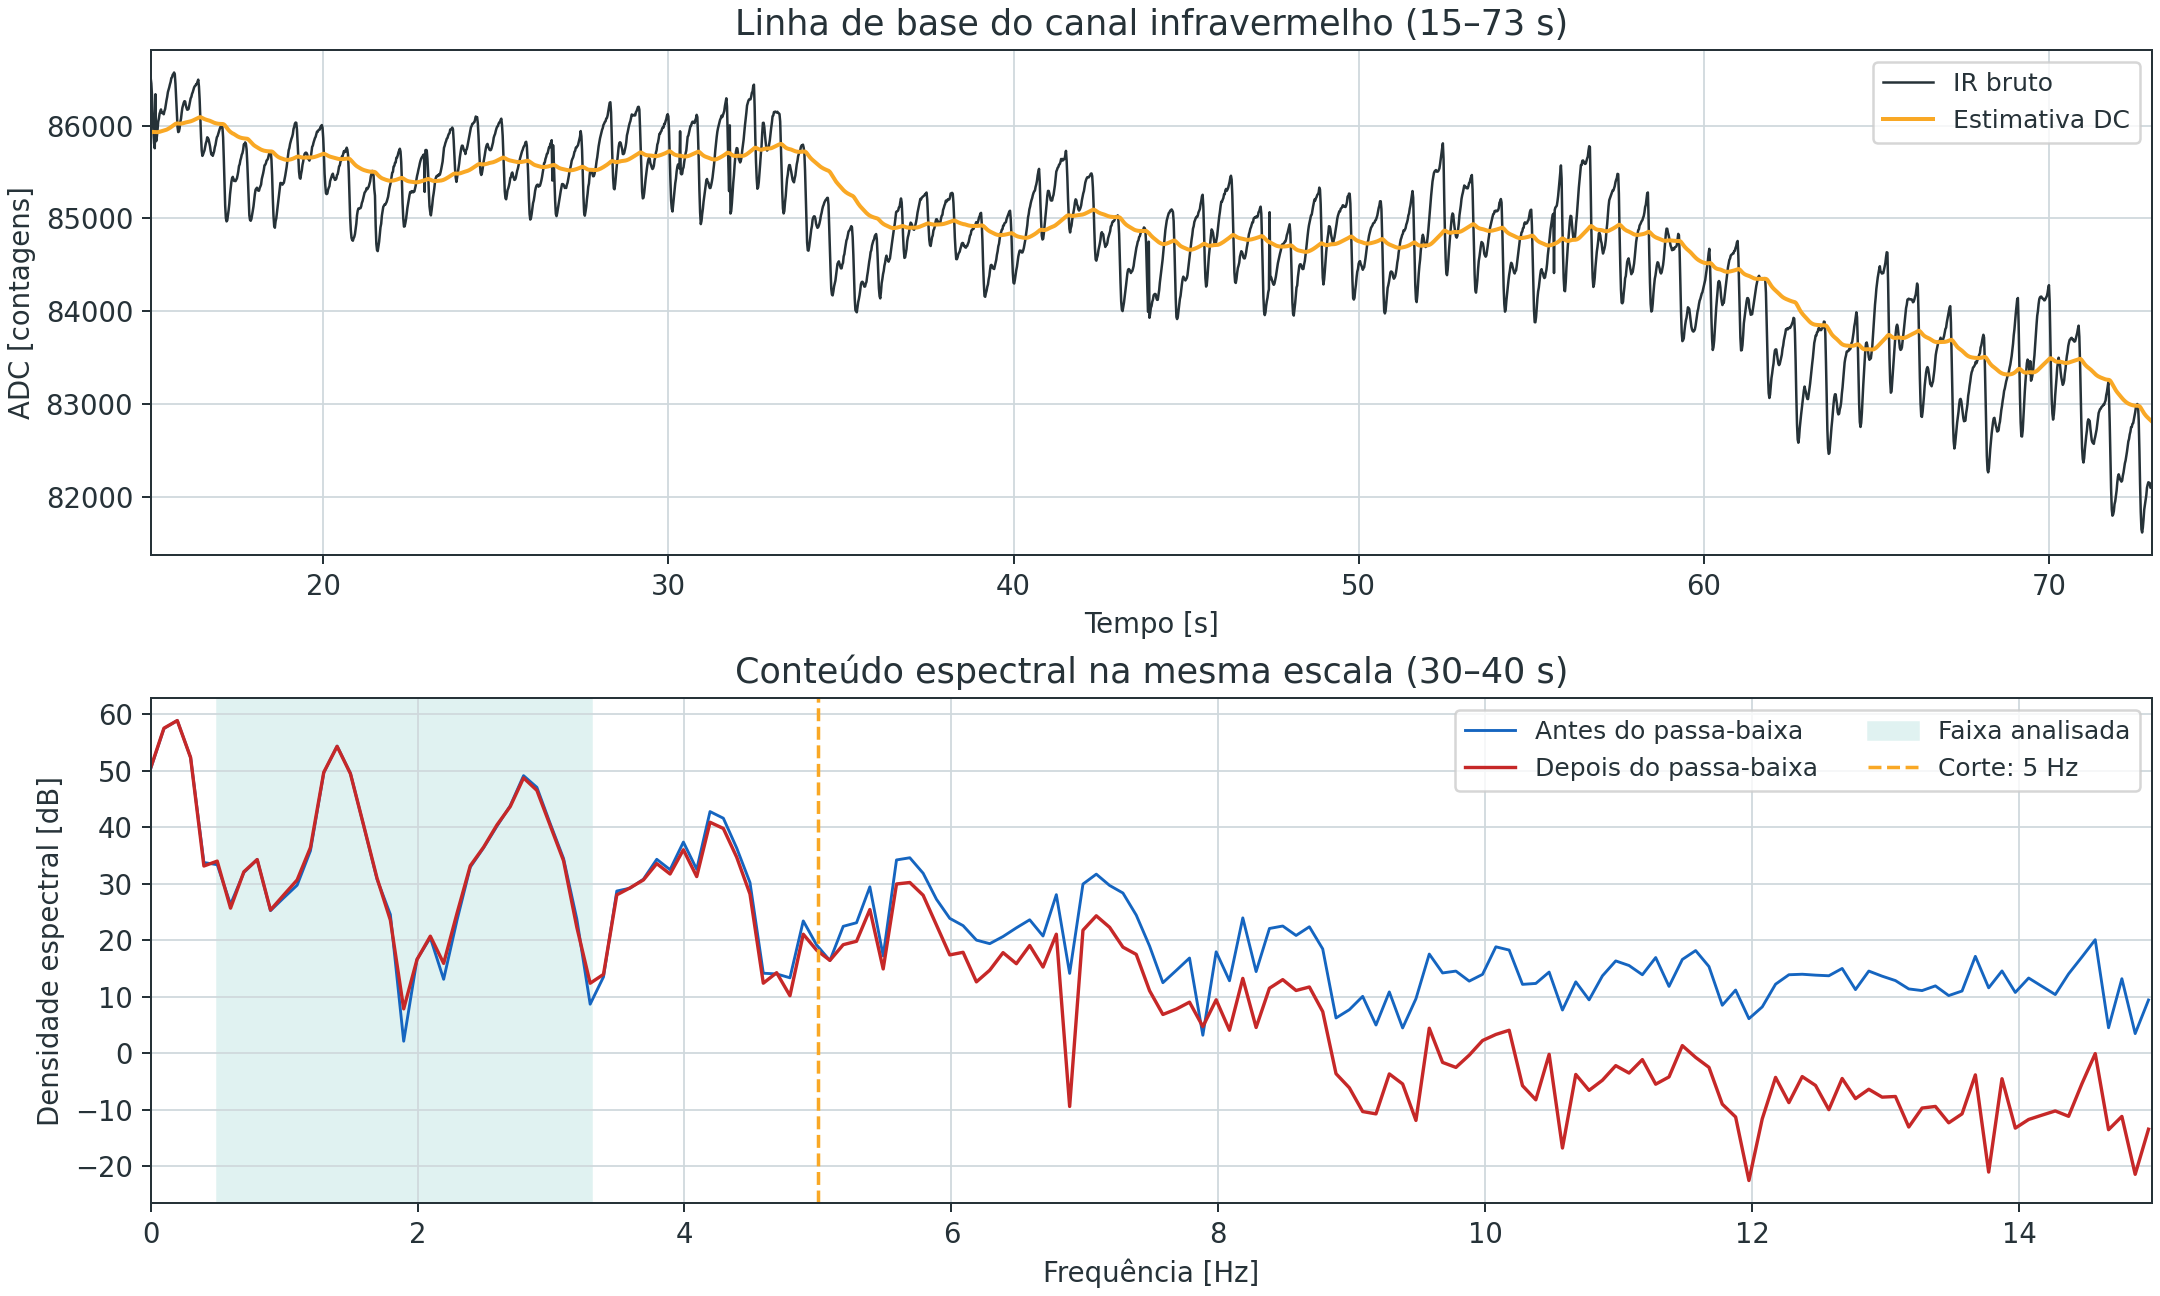 Linha de base do canal infravermelho (15–73 s)
IR bruto
Estimativa DC
86000
85000
84000
83000
82000
ADC [contagens]
20 30 40 50 60 70
Tempo [s]
Conteúdo espectral na mesma escala (30–40 s)
Antes do passa-baixa Faixa analisada
Depois do passa-baixa Corte: 5 Hz
60
50
40
30
20
10
0
−10
−20
Densidade espectral [dB]
0 2 4 6 8 10 12 14
Frequência [Hz]